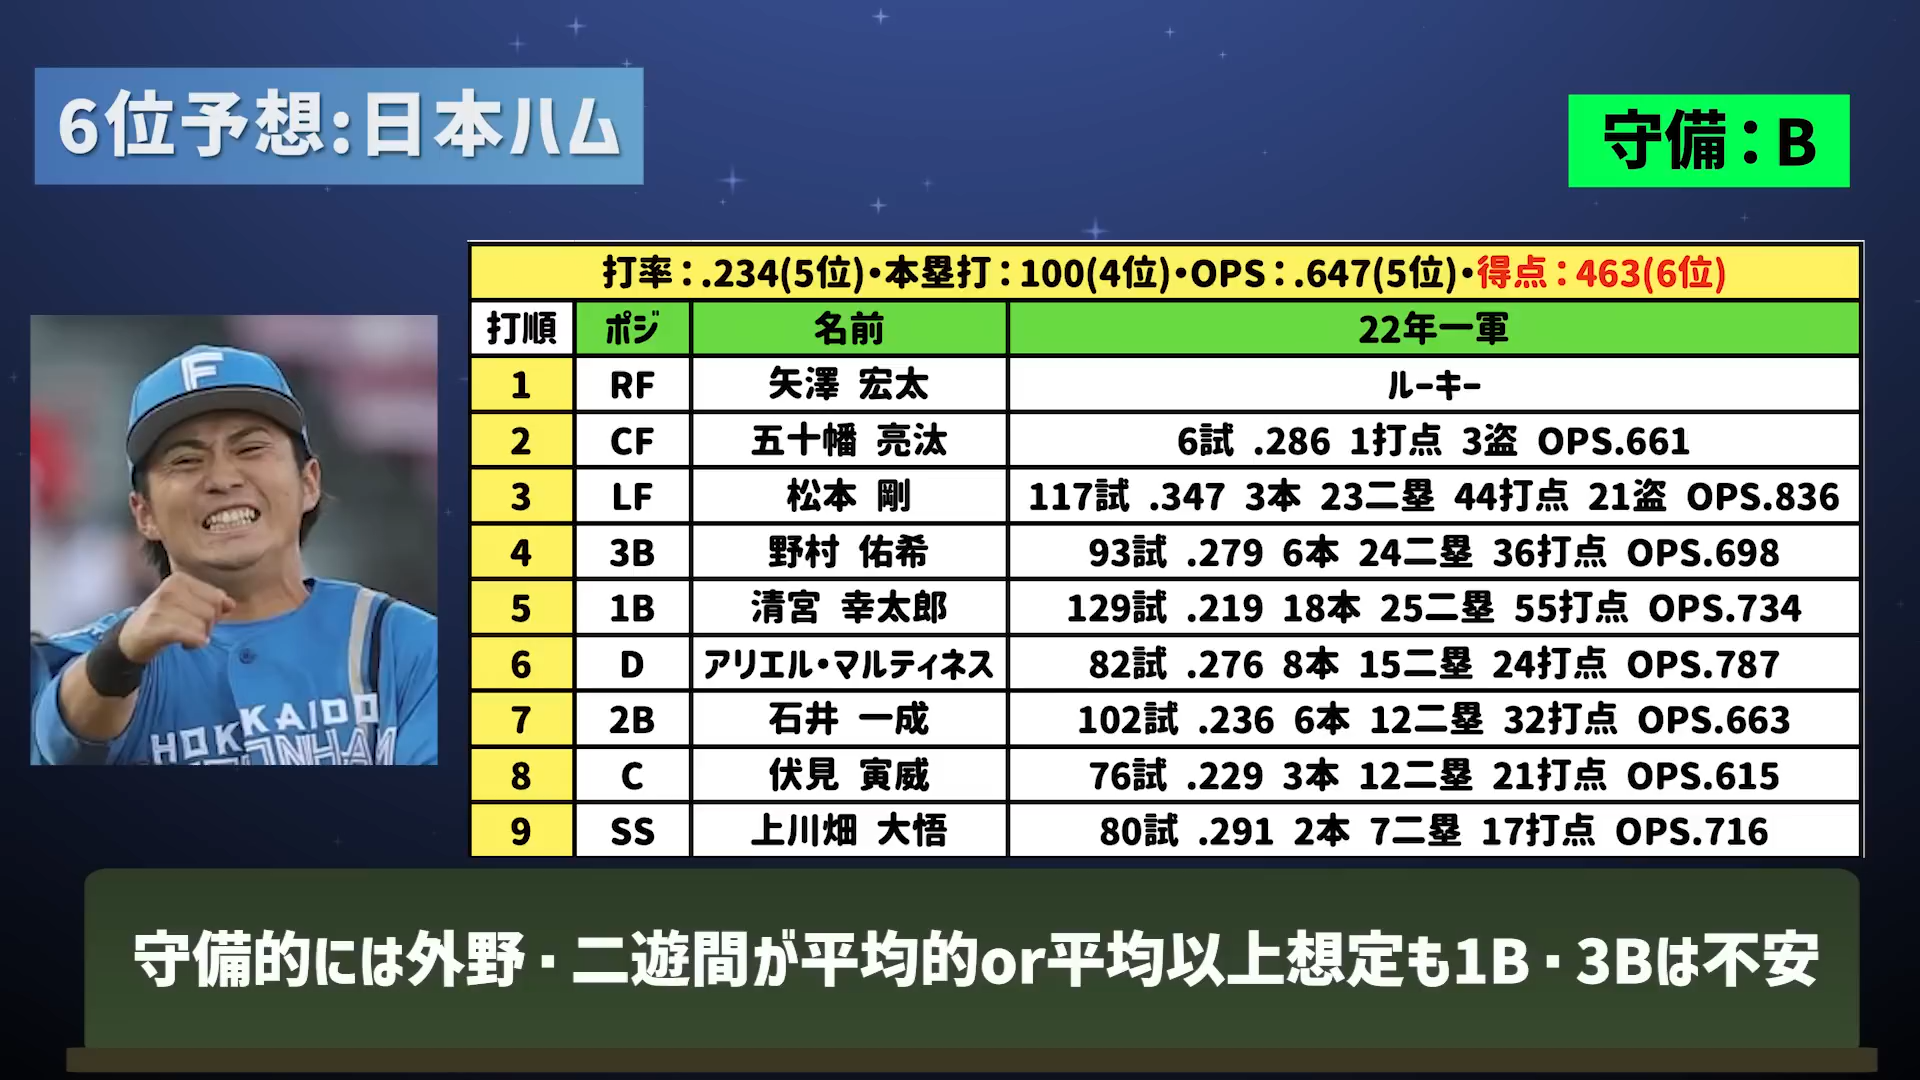 6位予想:日本ハム
守備：B
打率：.234(5位)・本塁打：100(4位)・OPS：.647(5位)・得点：463(6位)
打順 ポジ 名前 22年一軍
1 RF 矢澤 宏太 ルーキー
2 CF 五十幡 亮汰 6試 .286 1打点 3盗 OPS.661
3 LF 松本 剛 117試 .347 3本 23二塁 44打点 21盗 OPS.836
4 3B 野村 佑希 93試 .279 6本 24二塁 36打点 OPS.698
5 1B 清宮 幸太郎 129試 .219 18本 25二塁 55打点 OPS.734
6 D アリエル・マルティネス 82試 .276 8本 15二塁 24打点 OPS.787
7 2B 石井 一成 102試 .236 6本 12二塁 32打点 OPS.663
8 C 伏見 寅威 76試 .229 3本 12二塁 21打点 OPS.615
9 SS 上川畑 大悟 80試 .291 2本 7二塁 17打点 OPS.716
F
HOKKAIDO
守備的には外野・二遊間が平均的or平均以上想定も1B・3Bは不安